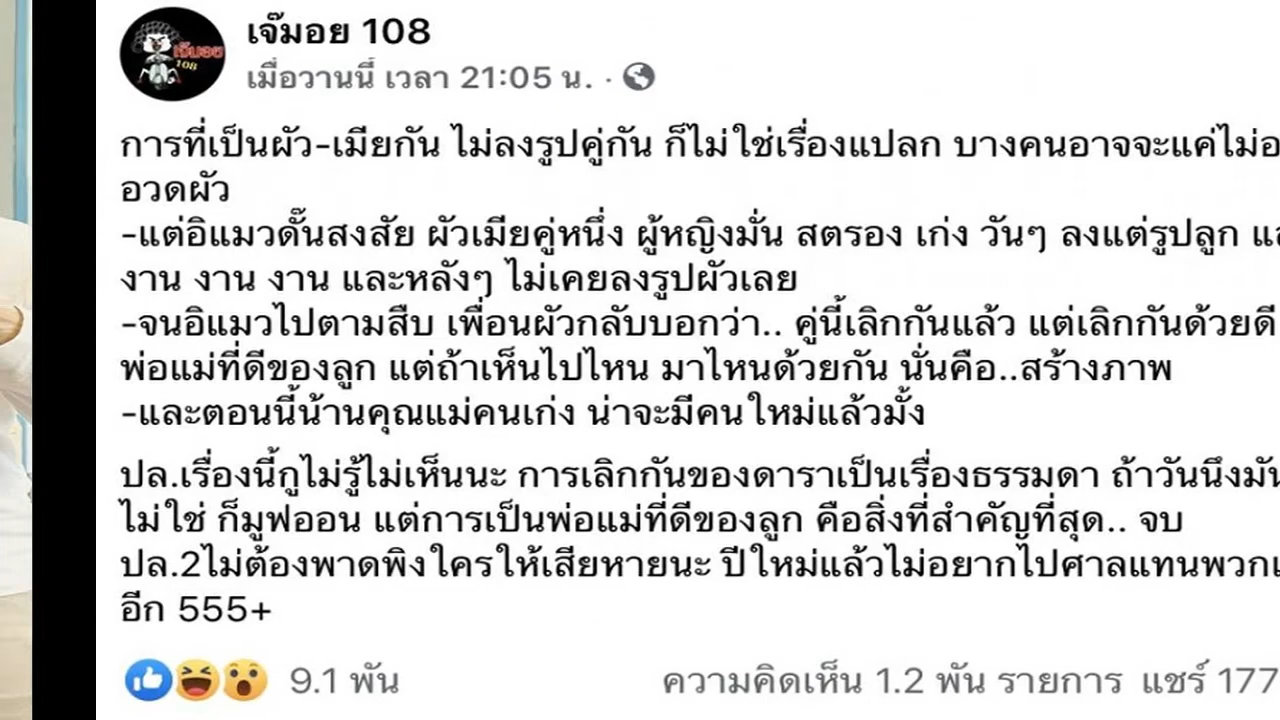 เจ๊มอย 108
เมื่อวานนี้ เวลา 21:05 น. ·
การที่เป็นผัว-เมียกัน ไม่ลงรูปคู่กัน ก็ไม่ใช่เรื่องแปลก บางคนอาจจะแค่ไม่อ
อวดผัว
-แต่อิแมวดั๊นสงสัย ผัวเมียคู่หนึ่ง ผู้หญิงมั่น สตรอง เก่ง วันๆ ลงแต่รูปลูก
งาน งาน งาน และหลังๆ ไม่เคยลงรูปผัวเลย
-จนอิแมวไปตามสืบ เพื่อนผัวกลับบอกว่า.. คู่นี้เลิกกันแล้ว แต่เลิกกันด้วยดี
พ่อแม่ที่ดีของลูก แต่ถ้าเห็นไปไหน มาไหนด้วยกัน นั่นคือ..สร้างภาพ
-และตอนนี้น้านคุณแม่คนเก่ง น่าจะมีคนใหม่แล้วมั้ง
ปล.เรื่องนี้กูไม่รู้ไม่เห็นนะ การเลิกกันของดาราเป็นเรื่องธรรมดา ถ้าวันนึงมัน
ไม่ใช่ ก็มูฟออน แต่การเป็นพ่อแม่ที่ดีของลูก คือสิ่งที่สำคัญที่สุด.. จบ
ปล.2ไม่ต้องพาดพิงใครให้เสียหายนะ ปีใหม่แล้วไม่อยากไปศาลแทนพวก
อีก 555+
9.1 พัน ความคิดเห็น 1.2 พัน รายการ แชร์ 177